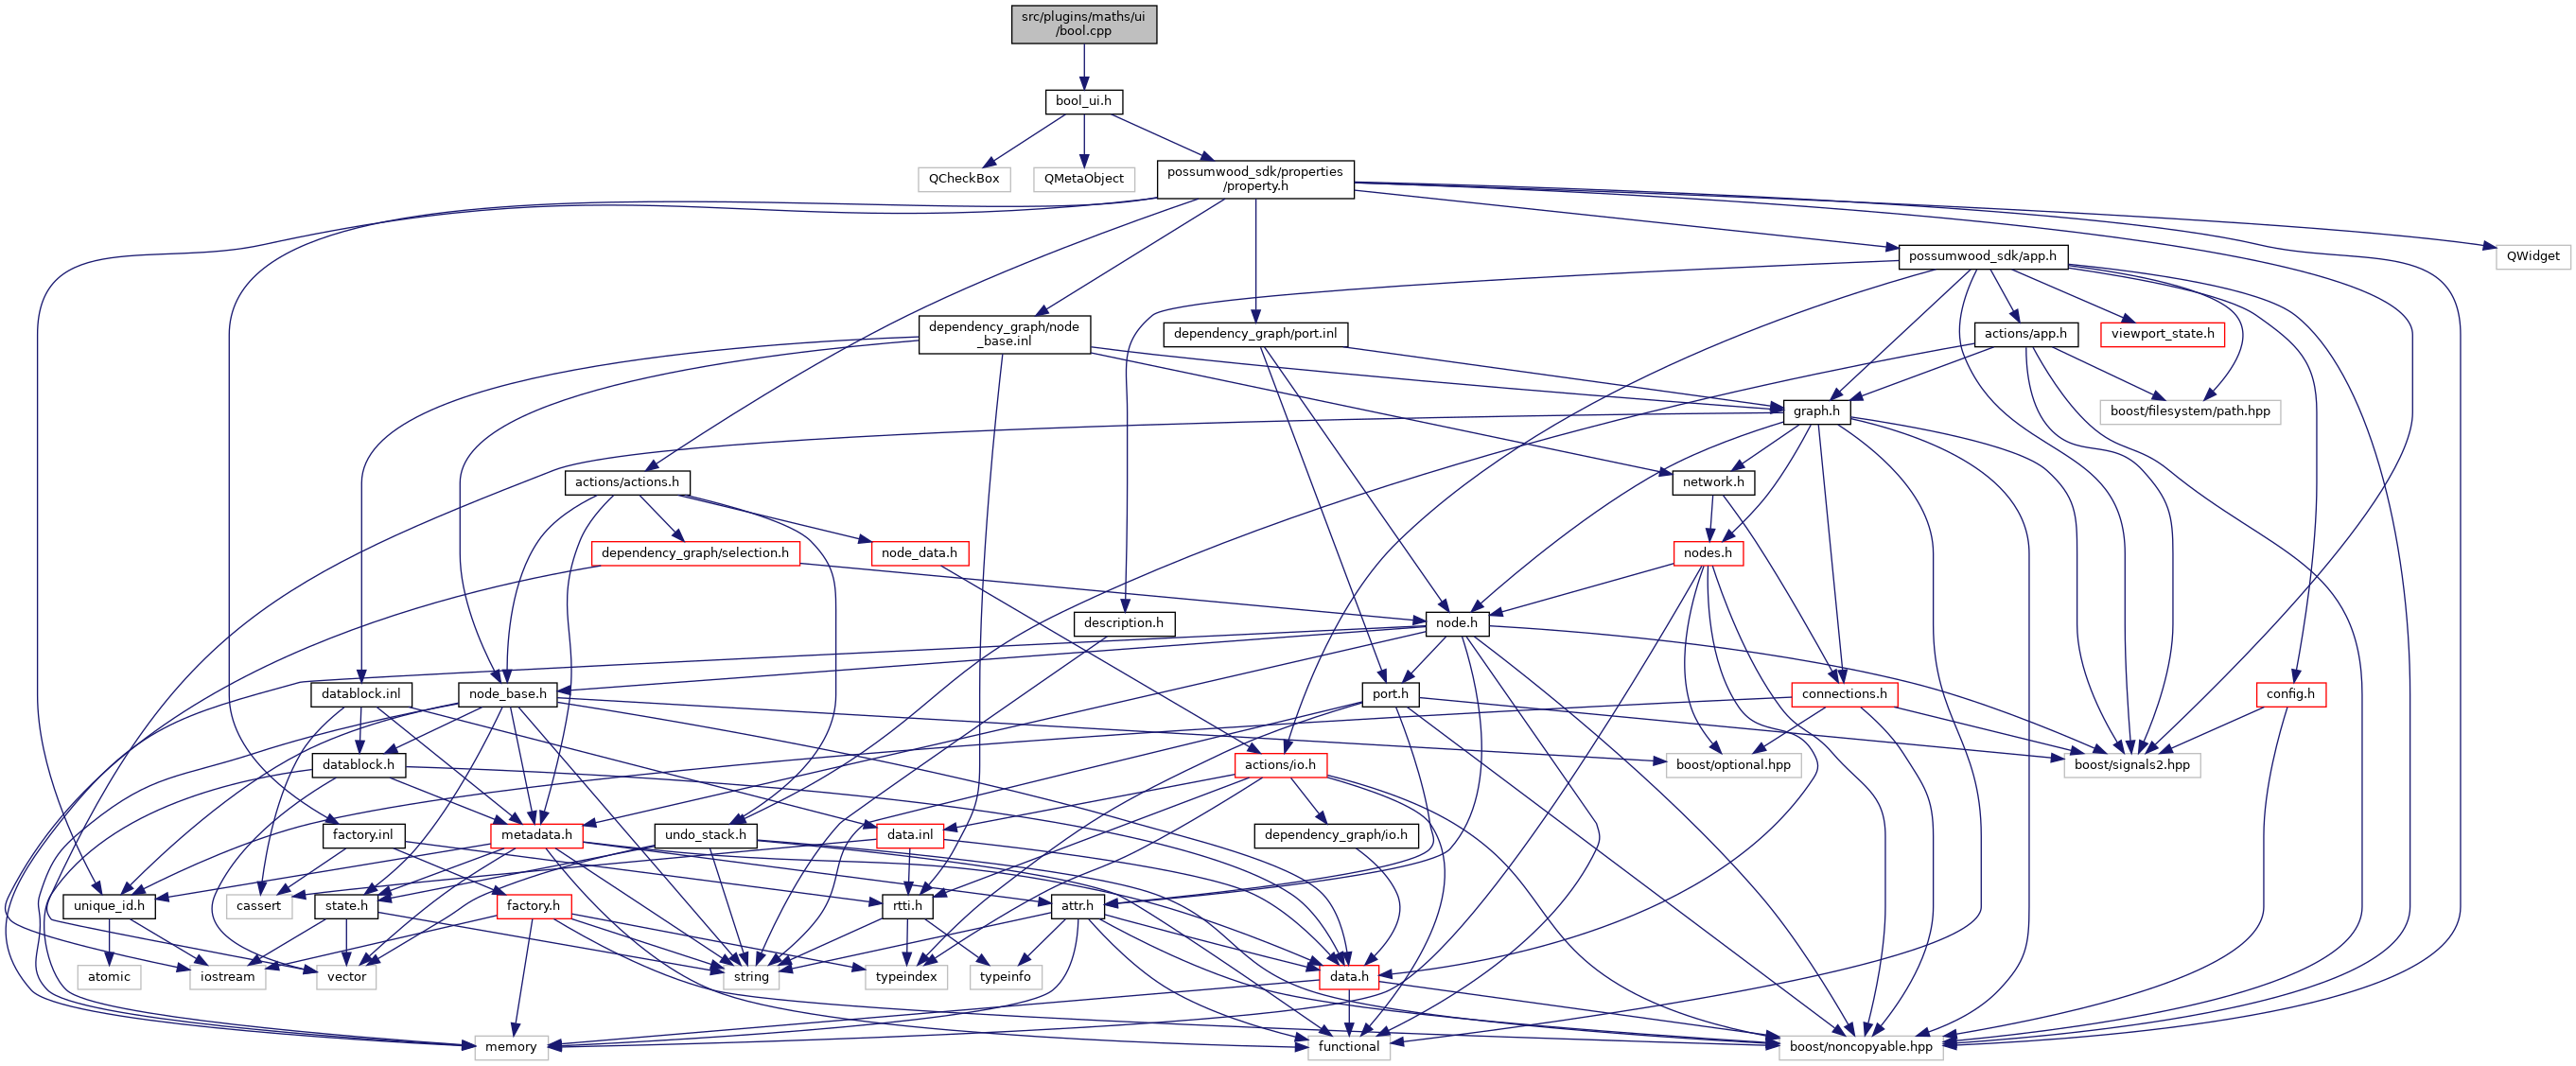 src/plugins/maths/ui
/bool.cpp
bool_ui.h
QCheckBox
QMetaObject
possumwood_sdk/properties
/property.h
possumwood_sdk/app.h
QWidget
dependency_graph/node
_base.inl
dependency_graph/port.inl
actions/app.h
viewport_state.h
graph.h
boost/filesystem/path.hpp
actions/actions.h
network.h
dependency_graph/selection.h
node_data.h
nodes.h
description.h
node.h
datablock.inl
node_base.h
port.h
connections.h
config.h
datablock.h
actions/io.h
boost/optional.hpp
boost/signals2.hpp
factory.inl
metadata.h
undo_stack.h
data.inl
dependency_graph/io.h
unique_id.h
cassert
state.h
factory.h
rtti.h
attr.h
atomic
iostream
vector
string
typeindex
typeinfo
data.h
memory
functional
boost/noncopyable.hpp